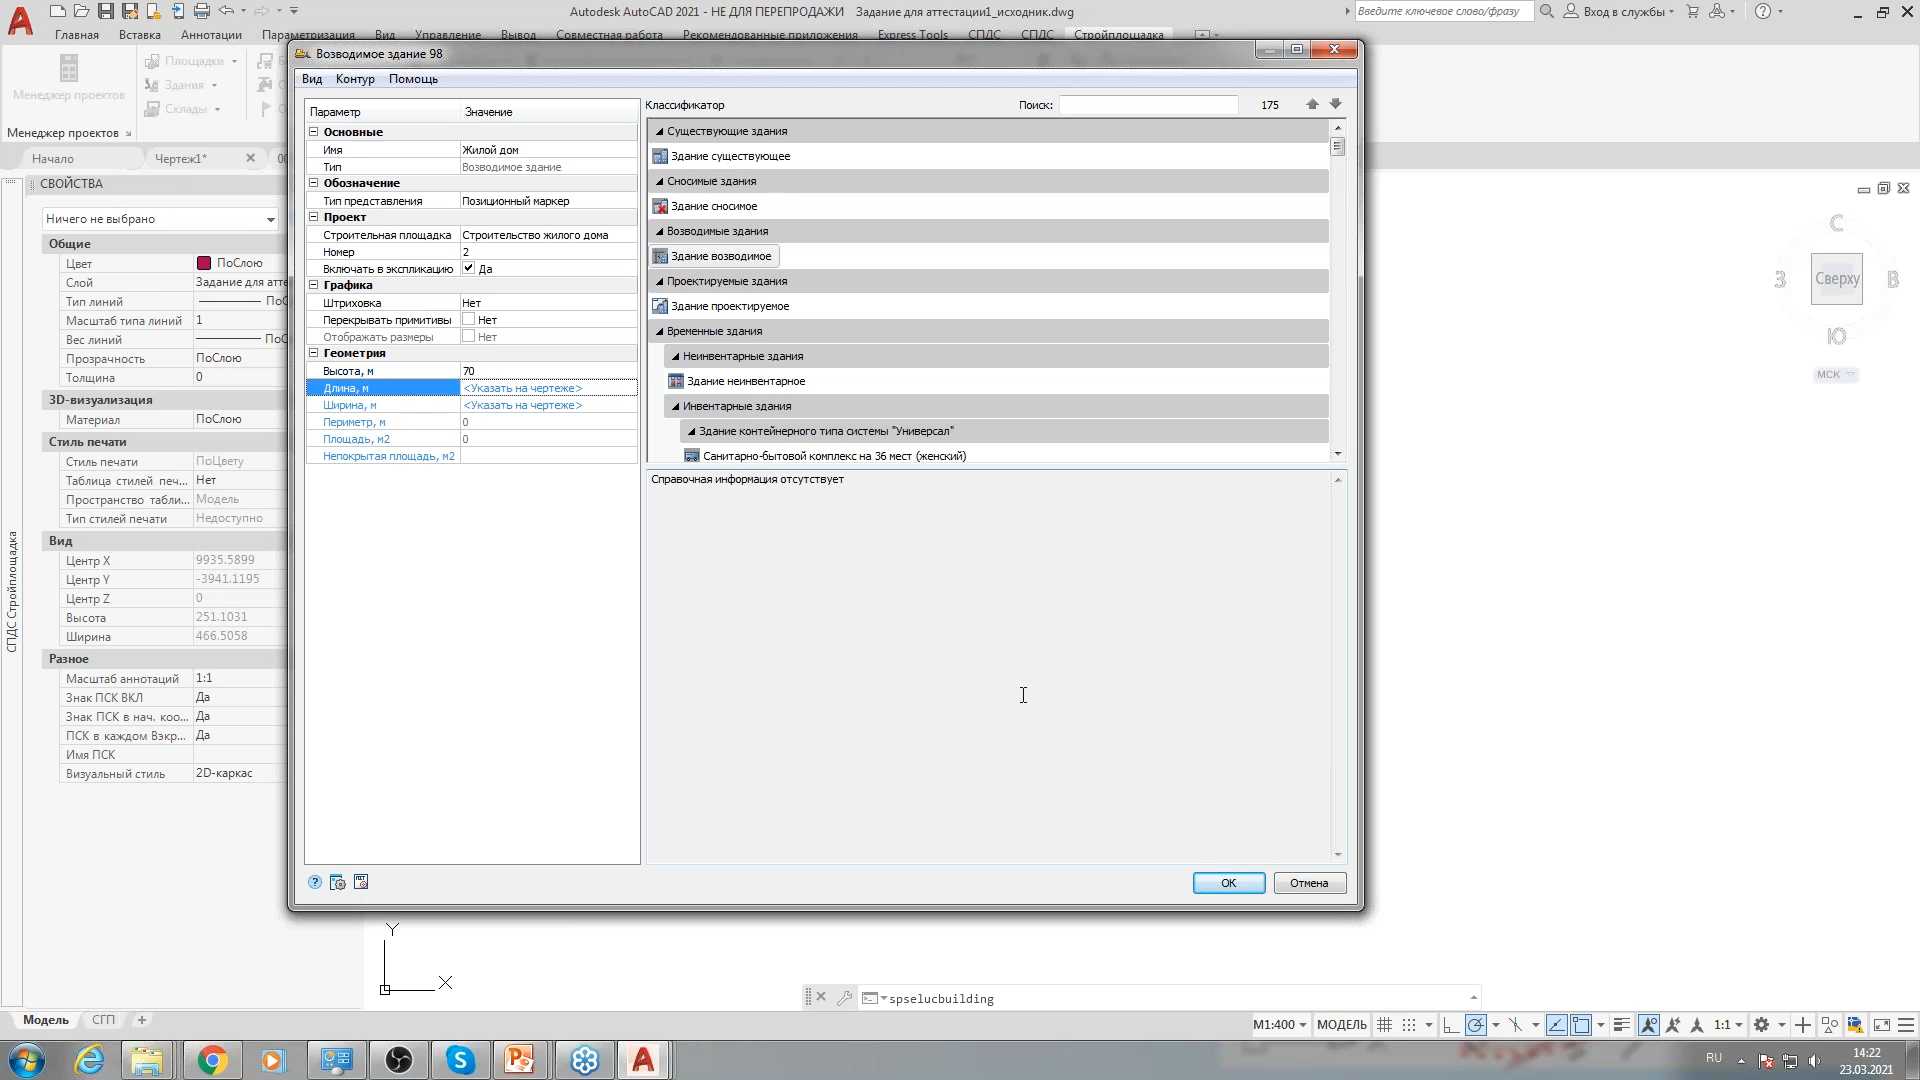 Autodesk AutoCAD 2021 - НЕ ДЛЯ ПЕРЕПРОДАЖИ Задание для аттестации1_исходник.dwg
Введите ключевое слово/фразу
Вход в службы
Главная Вставка Аннотации Параметризация Вид Управление Вывод Совместная работа Рекомендованные приложения Express Tools СПДС СПДС Стройплощадка
Менеджер проектов
Площадки
Здания
Склады
Менеджер проектов
Начало Чертеж1*
СВОЙСТВА
Ничего не выбрано
Общие
Цвет ПоСлою
Слой Задание для атте
Тип линий ПоС
Масштаб типа линий 1
Вес линий ПоС
Прозрачность ПоСлою
Толщина 0
3D-визуализация
Материал ПоСлою
Стиль печати
Стиль печати ПоЦвету
Таблица стилей печ... Нет
Пространство табли... Модель
Тип стилей печати Недоступно
Вид
Центр X 9935.5899
Центр Y -3941.1195
Центр Z 0
Высота 251.1031
Ширина 466.5058
Разное
Масштаб аннотаций 1:1
Знак ПСК ВКЛ Да
Знак ПСК в нач. коо... Да
ПСК в каждом Вэкр... Да
Имя ПСК
Визуальный стиль 2D-каркас
СПДС Стройплощадка
Возводимое здание 98
Вид Контур Помощь
Параметр Значение
Основные
Имя Жилой дом
Тип Возводимое здание
Обозначение
Тип представления Позиционный маркер
Проект
Строительная площадка Строительство жилого дома
Номер 2
Включать в экспликацию Да
Графика
Штриховка Нет
Перекрывать примитивы Нет
Отображать размеры Нет
Геометрия
Высота, м 70
Длина, м <Указать на чертеже>
Ширина, м <Указать на чертеже>
Периметр, м 0
Площадь, м2 0
Непокрытая площадь, м2
Классификатор Поиск: 175
Существующие здания
Здание существующее
Сносимые здания
Здание сносимое
Возводимые здания
Здание возводимое
Проектируемые здания
Здание проектируемое
Временные здания
Неинвентарные здания
Здание неинвентарное
Инвентарные здания
Здание контейнерного типа системы "Универсал"
Санитарно-бытовой комплекс на 36 мест (женский)
Справочная информация отсутствует
ОК Отмена
С
З Сверху В
Ю
МСК
Y
X
spselucbuilding
Модель СГП +
М1:400 МОДЕЛЬ 1:1
RU
14:22
23.03.2021